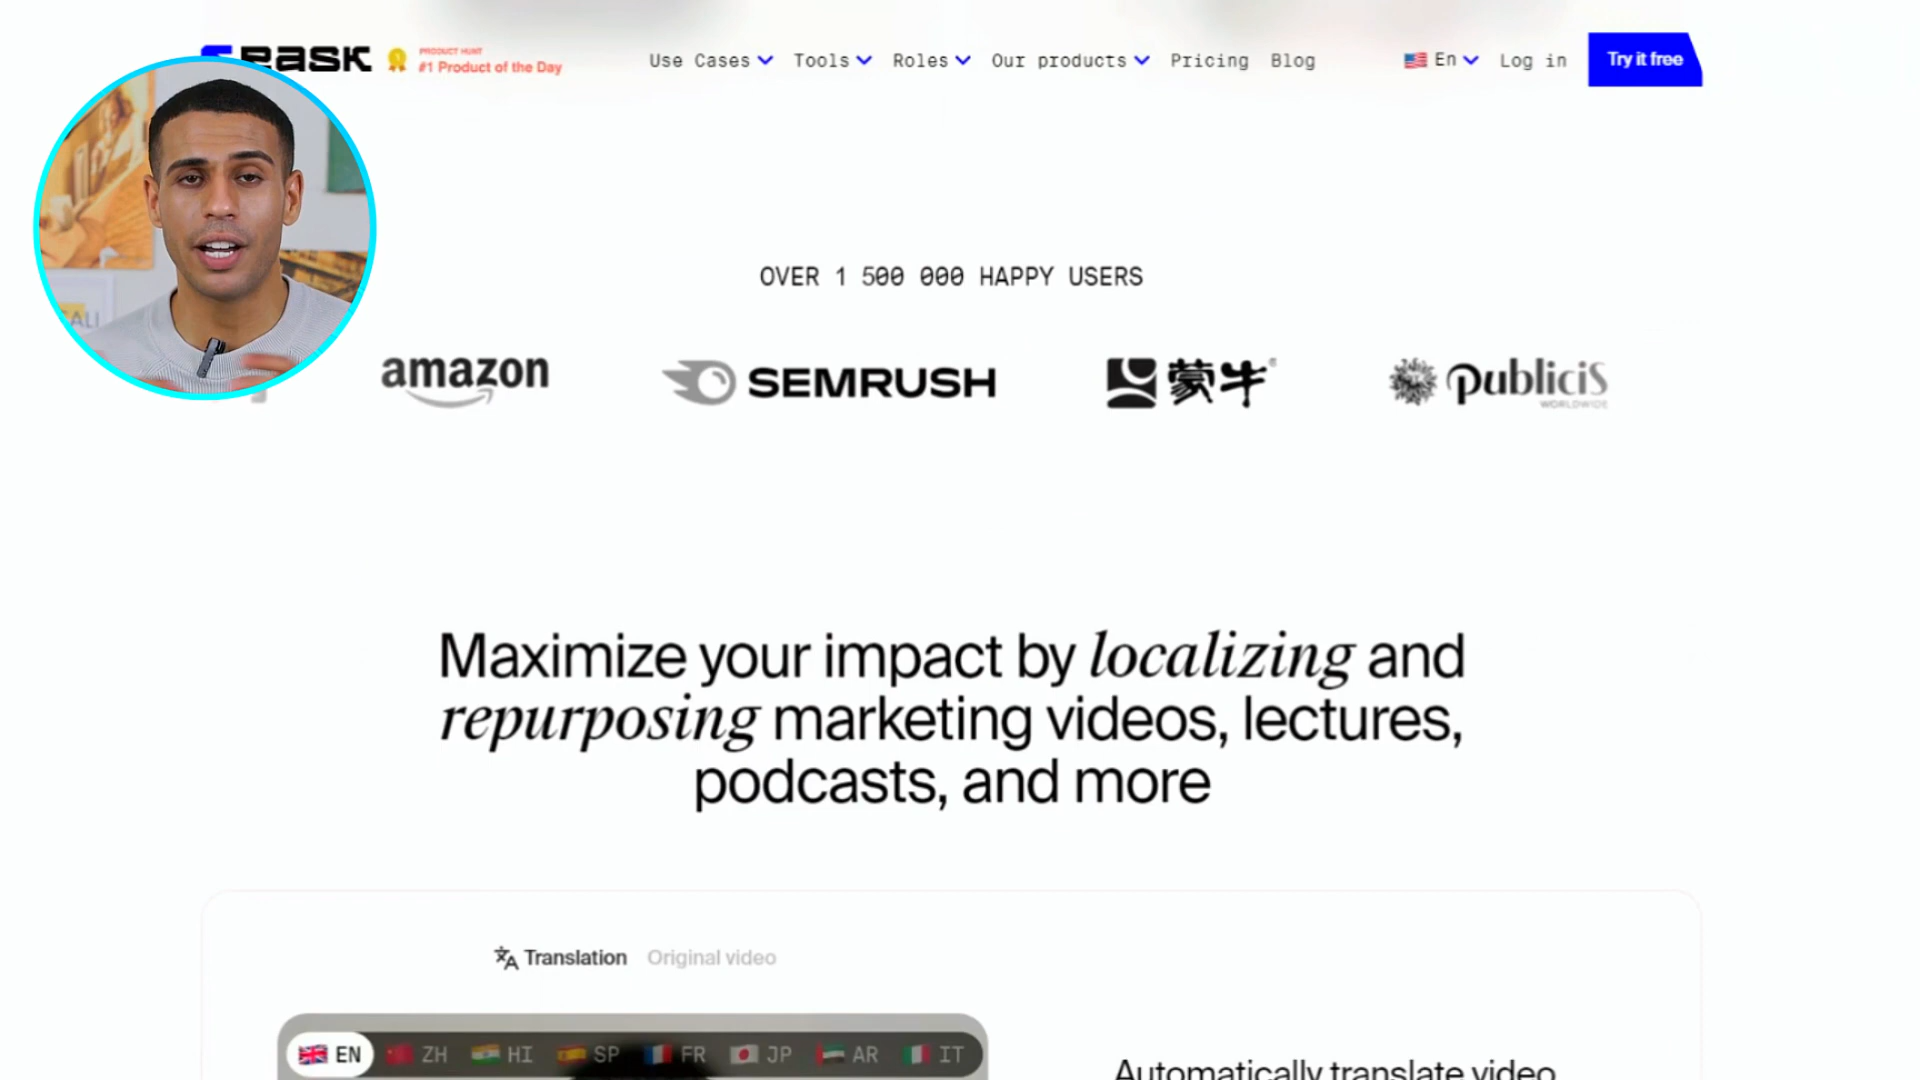 PRODUCT HUNT
#1 Product of the Day
Use Cases
Tools
Roles
Our products
Pricing
Blog
En
Log in
Try it free
OVER 1 500 000 HAPPY USERS
amazon
SEMRUSH
蒙牛
publicis
WORLDWIDE
Maximize your impact by localizing and
repurposing marketing videos, lectures,
podcasts, and more
Translation
Original video
EN
ZH
HI
SP
FR
JP
AR
IT
Automatically translate video